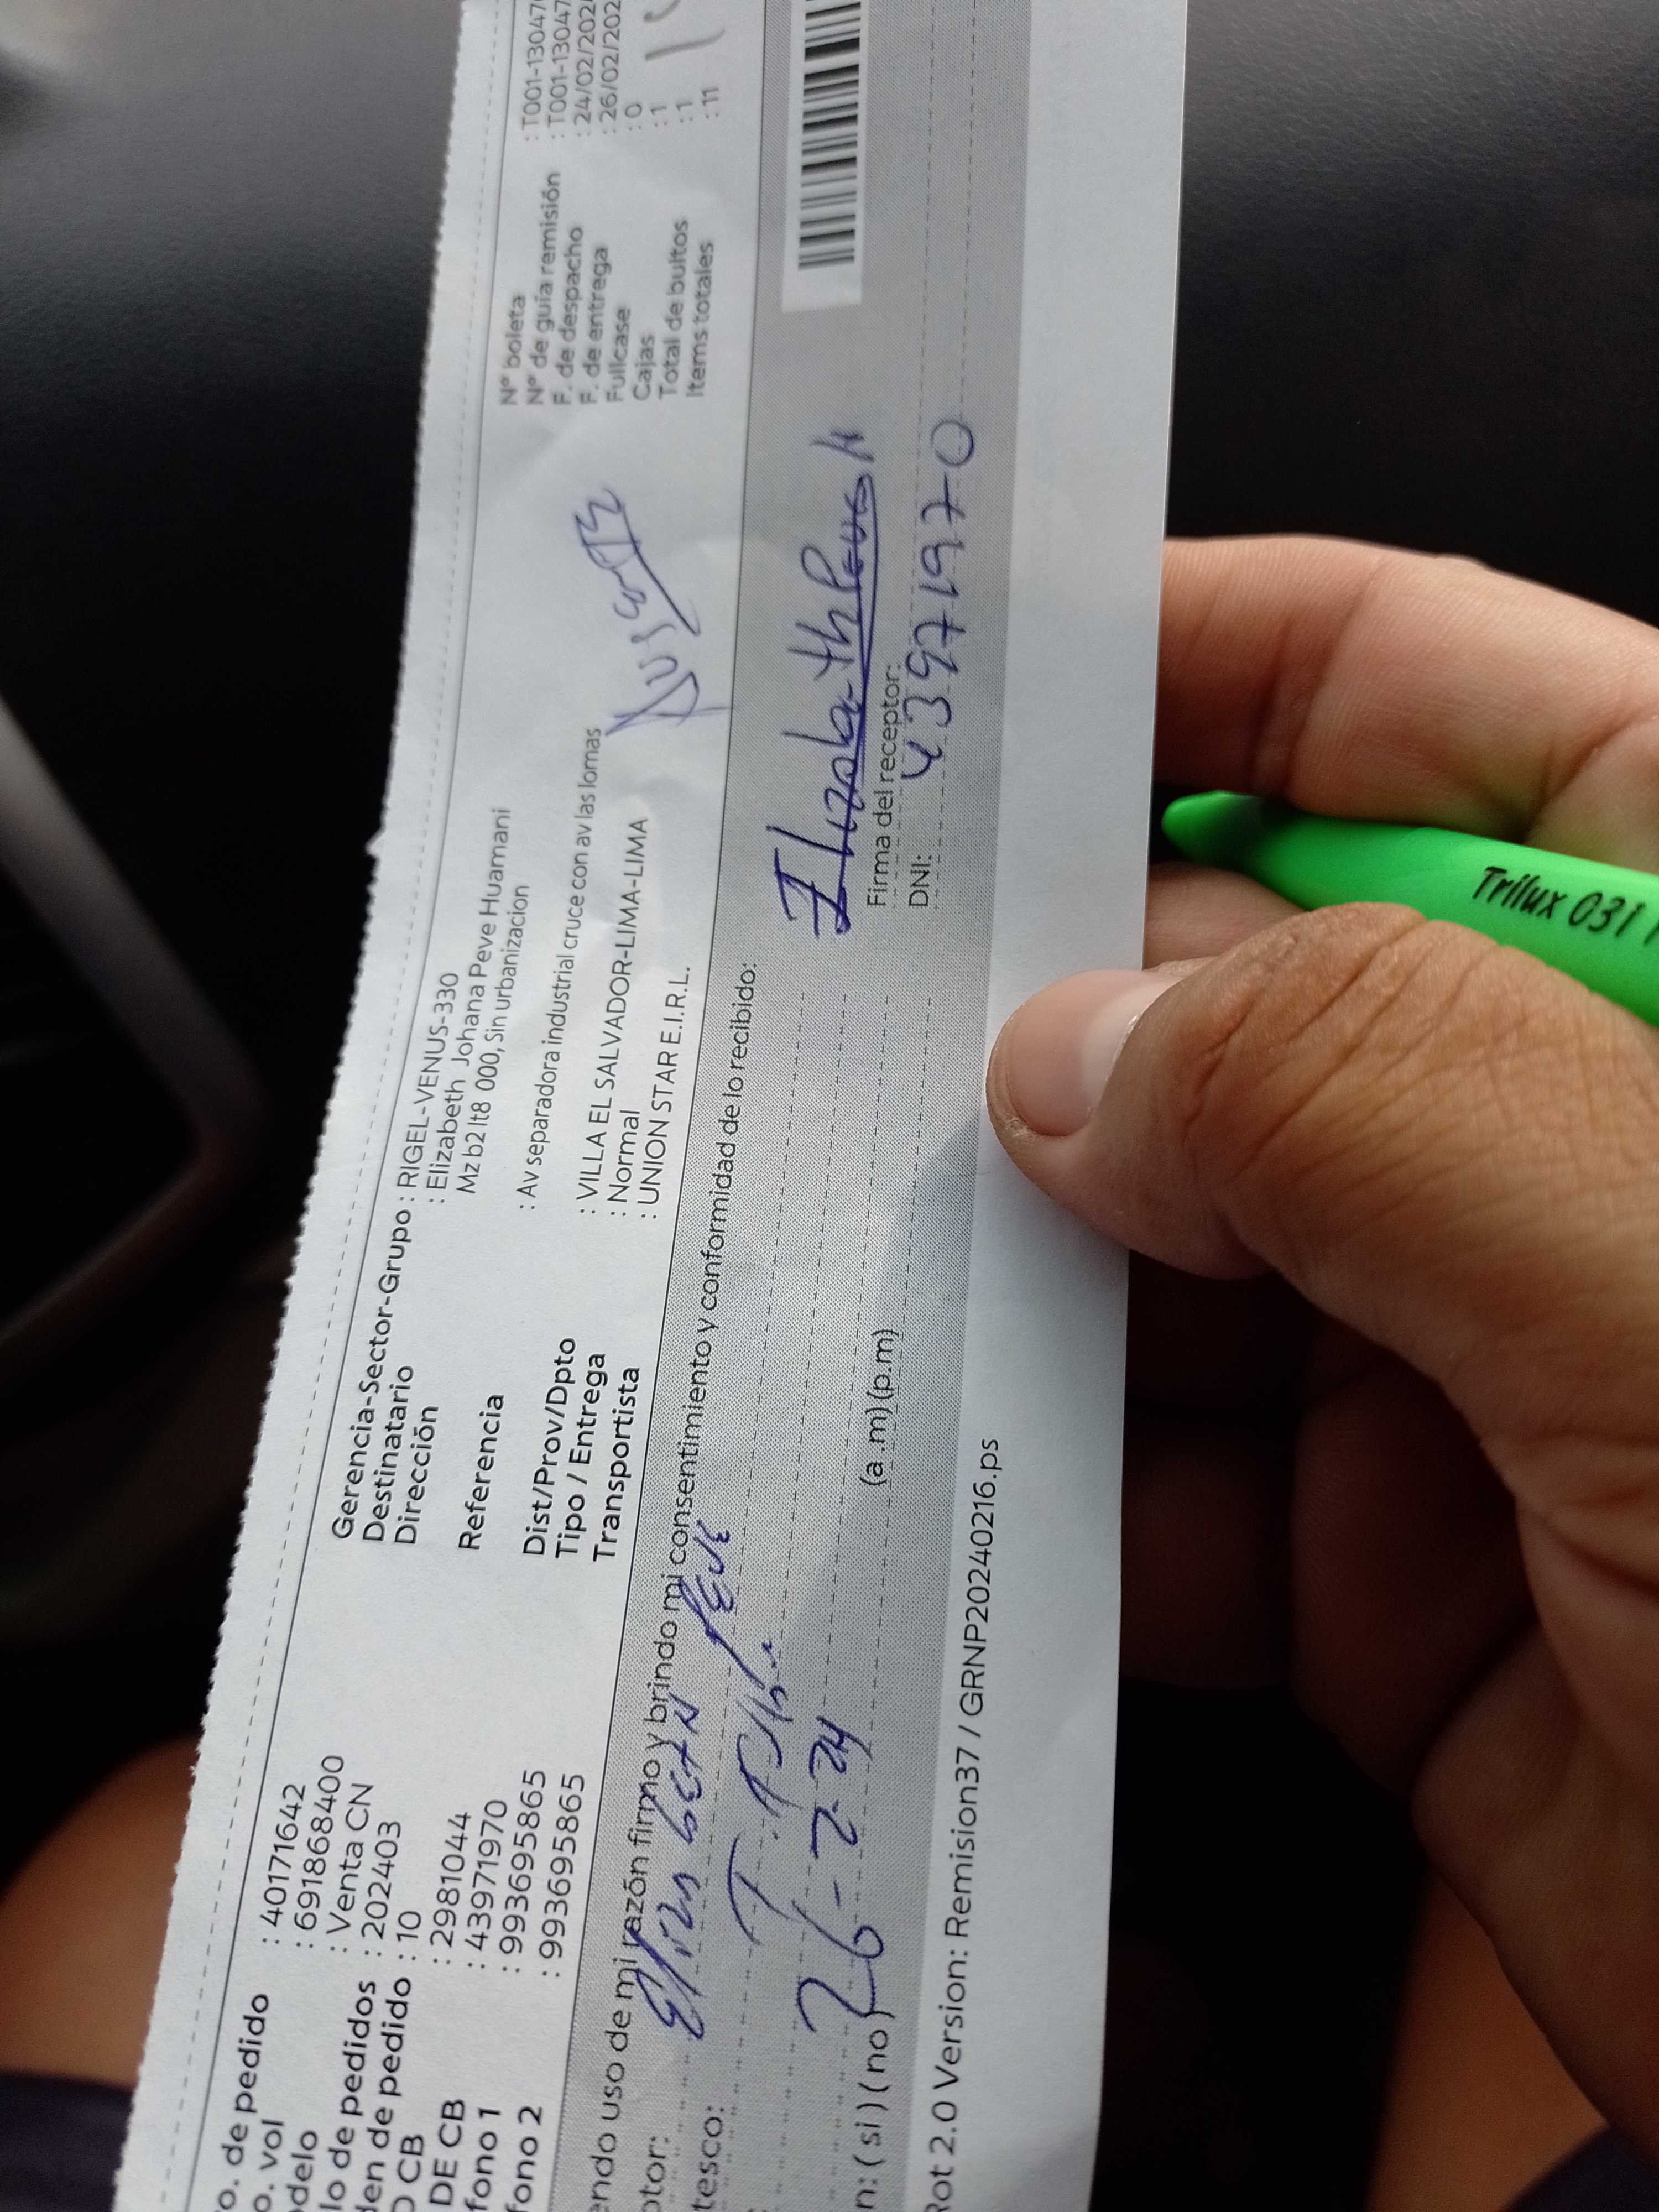 o. de pedido : 40171642
o. vol : 691868400
delo : Venta CN
lo de pedidos : 202403
den de pedido : 10
CB : 2981044
DE CB : 43971970
fono 1 : 993695865
fono 2 : 993695865
Gerencia-Sector-Grupo : RIGEL-VENUS-330
Destinatario : Elizabeth Johana Peve Huamani
Dirección Mz b2 lt8 000, Sin urbanizacion
Referencia : Av separadora industrial cruce con av las lomas
Dist/Prov/Dpto : VILLA EL SALVADOR-LIMA-LIMA
Tipo / Entrega : Normal
Transportista : UNION STAR E.I.R.L.
N° boleta : T001-13047
N° de guía remisión : T001-13047
F. de despacho : 24/02/202
F. de entrega : 26/02/202
Fullcase : 0
Cajas : 1
Total de bultos : 1
Items totales : 11
endo uso de mi razón firmo y brindo mi consentimiento y conformidad de lo recibido:
ptor: Elizabeth Peve
tesco:
26-2-24
n: (si) (no) (a.m)(p.m)
Elizabeth
Firma del receptor:
DNI: 43971970
Rot 2.0 Version: Remision37 / GRNP20240216.ps
Trilux 031